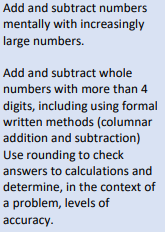 Add and subtract numbers
mentally with increasingly
large numbers.

Add and subtract whole
numbers with more than 4
digits, including using formal
written methods (columnar
addition and subtraction)
Use rounding to check
answers to calculations and
determine, in the context of
a problem, levels of
accuracy.